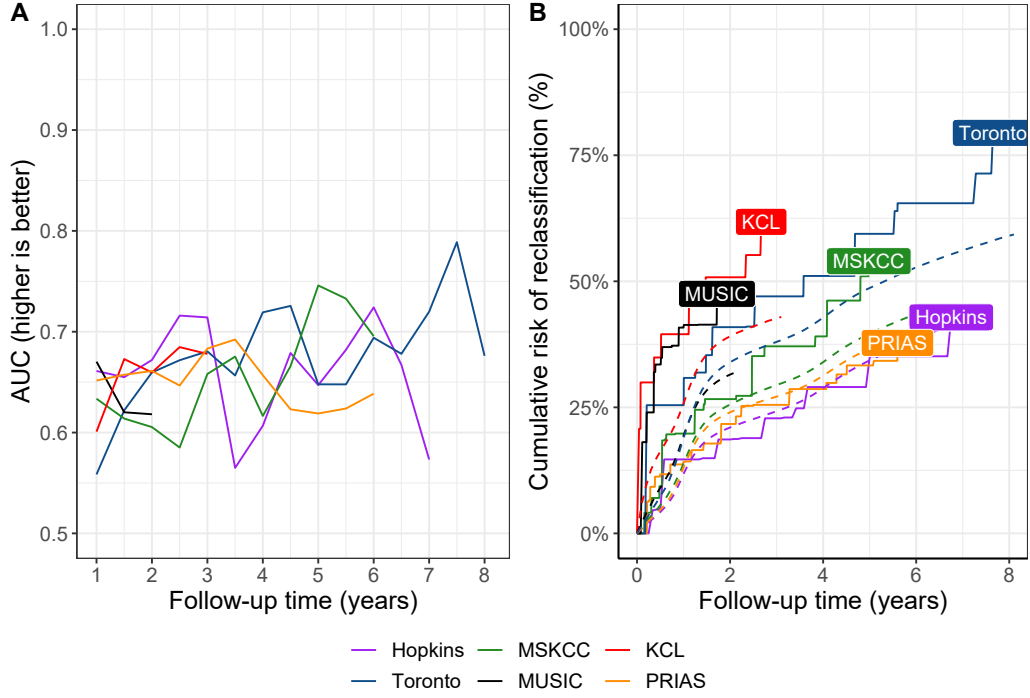 A
AUC (higher is better)
1.0
0.9
0.8
0.7
0.6
0.5
1 2 3 4 5 6 7 8
Follow-up time (years)
B
Cumulative risk of reclassification (%)
100%
75%
50%
25%
0%
Toronto
KCL
MSKCC
MUSIC
Hopkins
PRIAS
0 2 4 6 8
Follow-up time (years)
Hopkins MSKCC KCL
Toronto MUSIC PRIAS